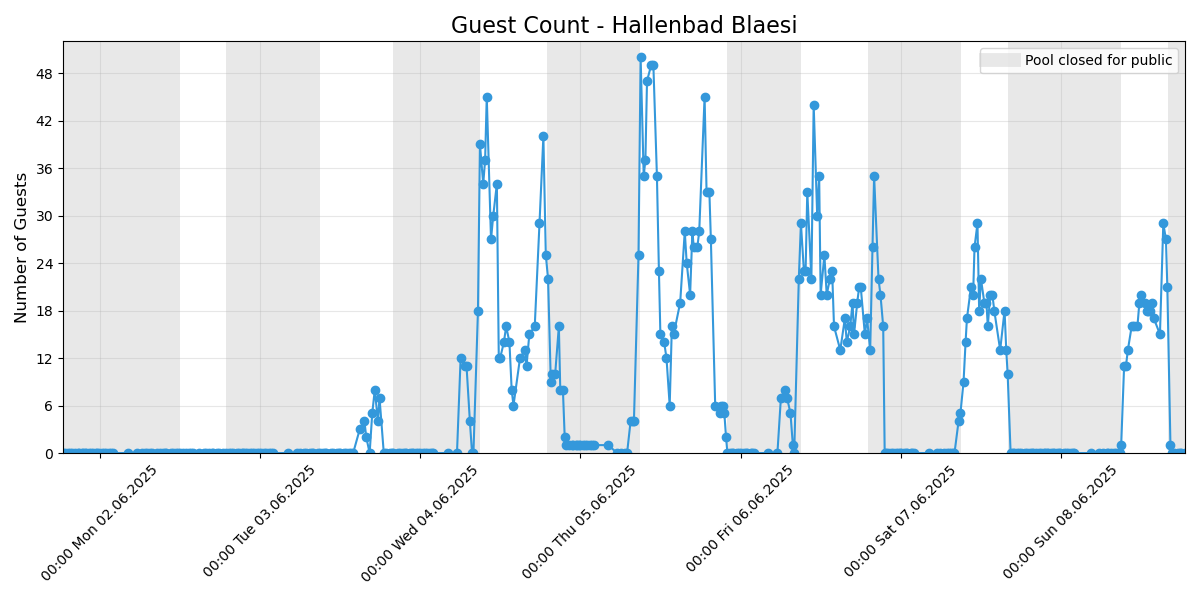 Guest Count - Hallenbad Blaesi
Pool closed for public
Number of Guests
48
42
36
30
24
18
12
6
0
00:00 Mon 02.06.2025
00:00 Tue 03.06.2025
00:00 Wed 04.06.2025
00:00 Thu 05.06.2025
00:00 Fri 06.06.2025
00:00 Sat 07.06.2025
00:00 Sun 08.06.2025